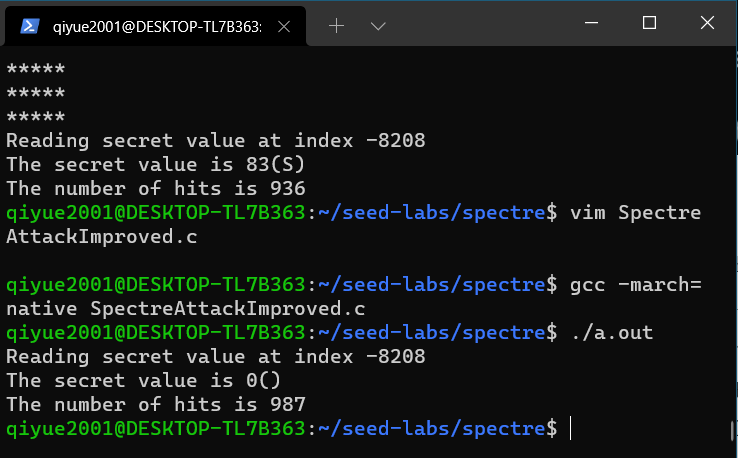 qiyue2001@DESKTOP-TL7B363:
*****
*****
*****
Reading secret value at index -8208
The secret value is 83(S)
The number of hits is 936
qiyue2001@DESKTOP-TL7B363:~/seed-labs/spectre$ vim Spectre
AttackImproved.c
qiyue2001@DESKTOP-TL7B363:~/seed-labs/spectre$ gcc -march=
native SpectreAttackImproved.c
qiyue2001@DESKTOP-TL7B363:~/seed-labs/spectre$ ./a.out
Reading secret value at index -8208
The secret value is 0()
The number of hits is 987
qiyue2001@DESKTOP-TL7B363:~/seed-labs/spectre$